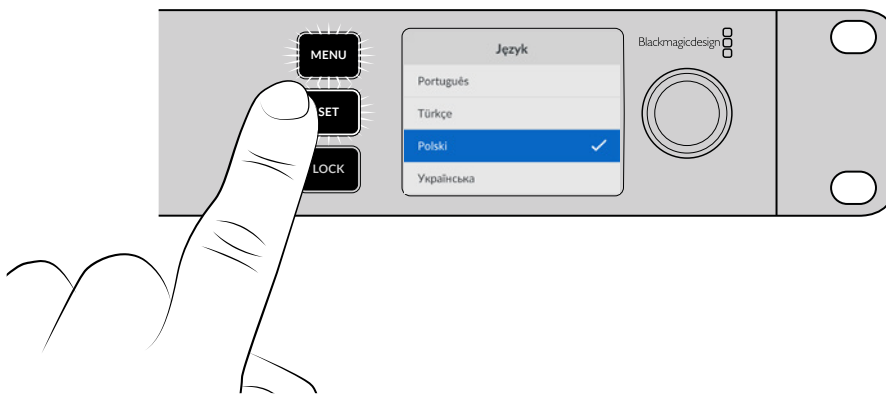 MENU
SET
LOCK
Język
Português
Türkçe
Polski
Українська
Blackmagicdesign